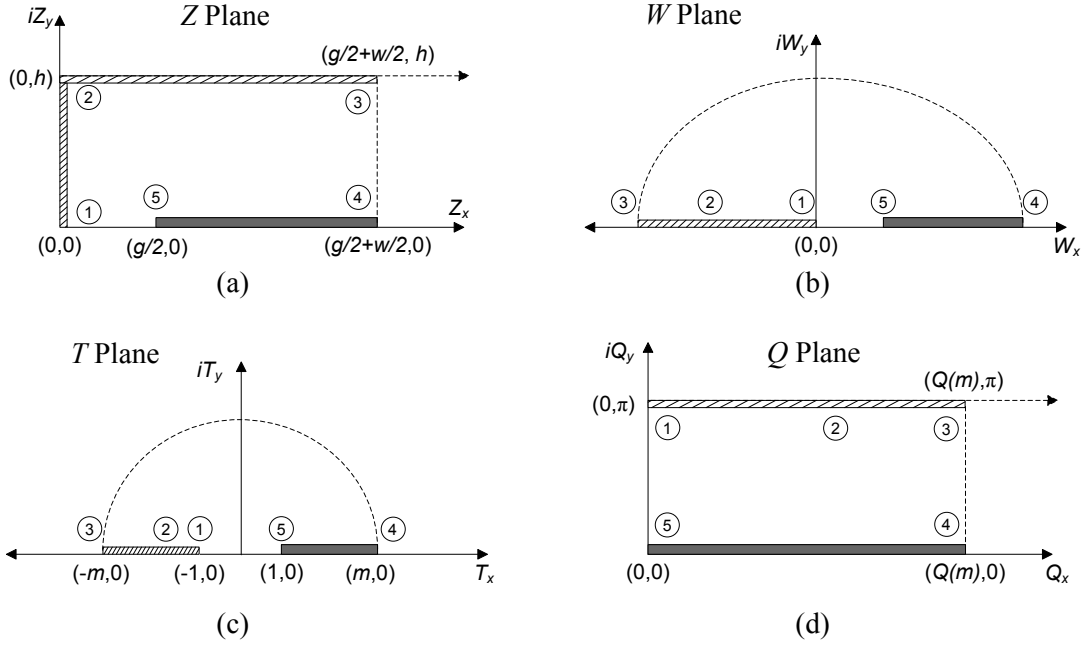 Z Plane
iZy
(g/2+w/2, h)
(0,h)
2
3
1
5
4
Zx
(0,0)
(g/2,0)
(g/2+w/2,0)
(a)
W Plane
iWy
3
2
1
5
4
(0,0)
Wx
(b)
T Plane
iTy
3
2
1
5
4
(-m,0)
(-1,0)
(1,0)
(m,0)
Tx
(c)
iQy
Q Plane
(Q(m),π)
(0,π)
1
2
3
5
4
(0,0)
(Q(m),0)
Qx
(d)